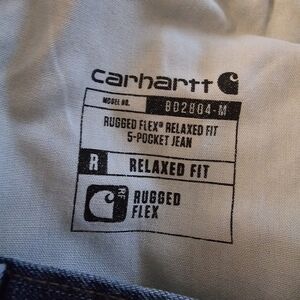 carhartt
MODEL NO. BD2804-M
RUGGED FLEX® RELAXED FIT
5-POCKET JEAN
R RELAXED FIT
RF
RUGGED
FLEX